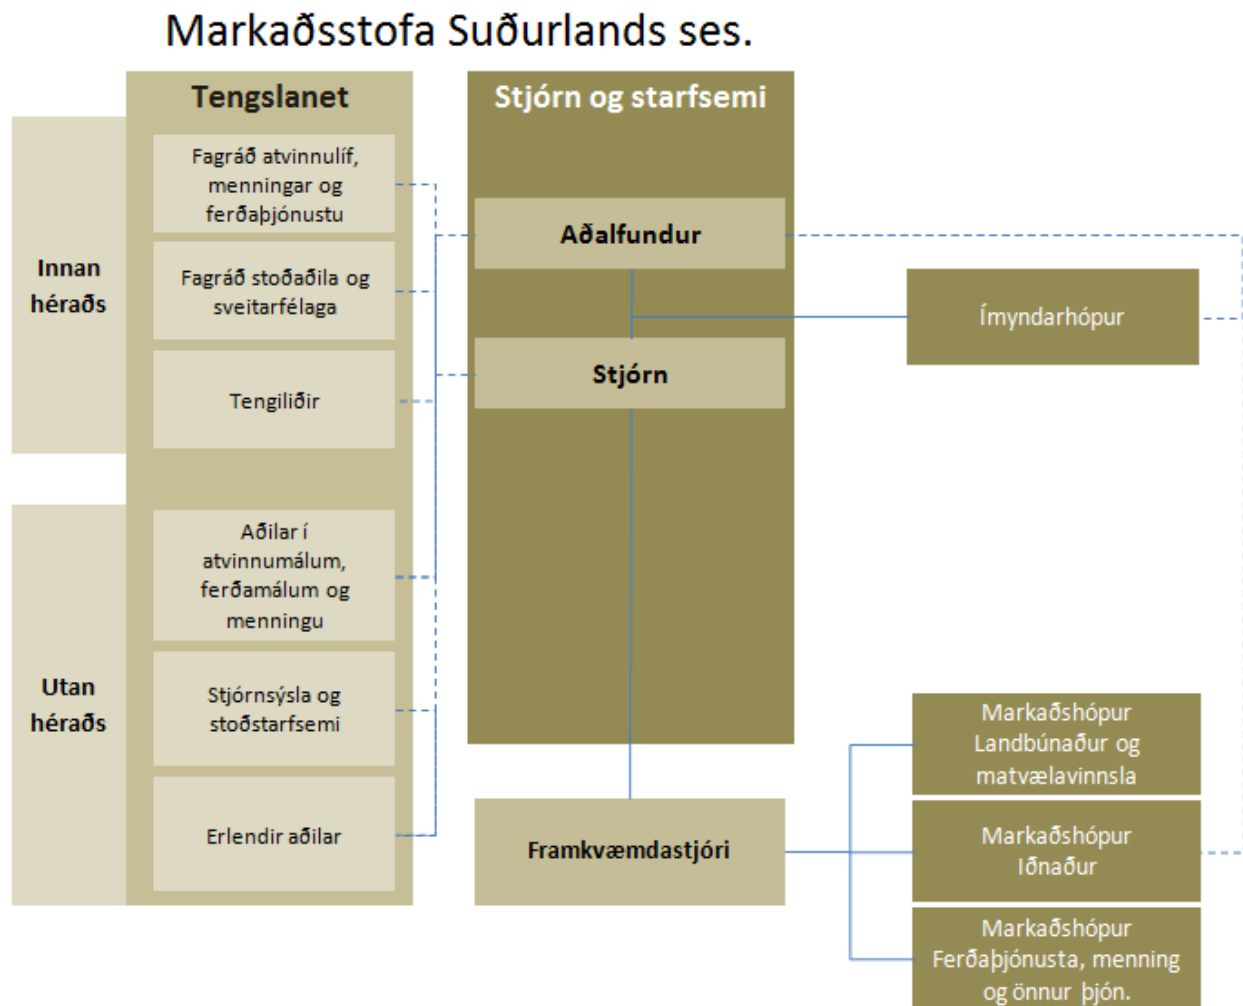 Markaðsstofa Suðurlands ses.
Tengslanet
Innan
héraðs
Fagráð atvinnulíf,
menningar og
ferðaþjónustu
Fagráð stoðaðila og
sveitarfélaga
Tengiliðir
Utan
héraðs
Aðilar í
atvinnumálum,
ferðamálum og
menningu
Stjórnsýsla og
stoðstarfsemi
Erlendir aðilar
Stjórn og starfsemi
Aðalfundur
Stjórn
Framkvæmdastjóri
Ímyndarhópur
Markaðshópur
Landbúnaður og
matvælavinnsla
Markaðshópur
Iðnaður
Markaðshópur
Ferðaþjónusta, menning
og önnur þjón.